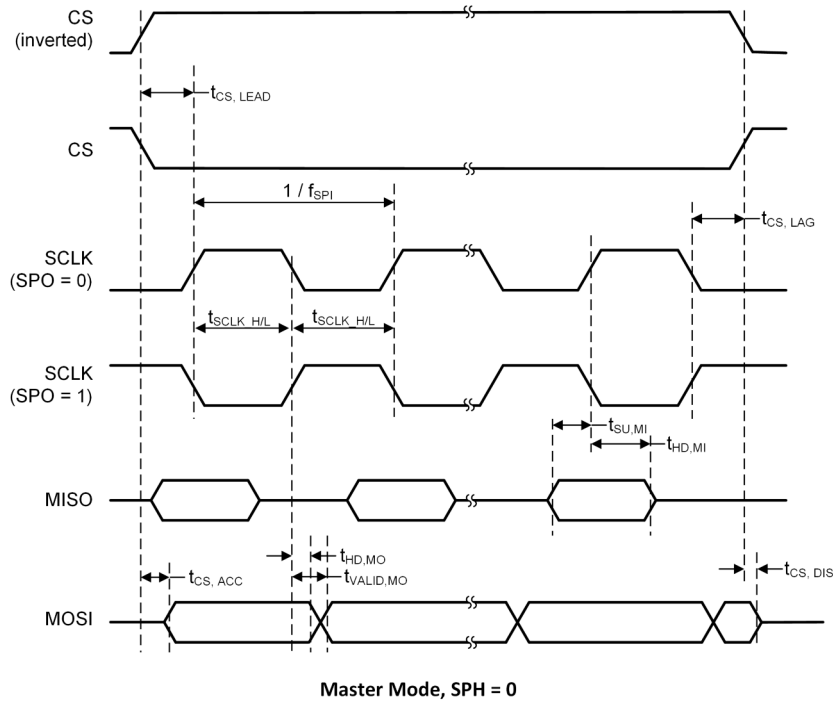 CS
(inverted)
tCS, LEAD
CS
1 / fSPI
tCS, LAG
SCLK
(SPO = 0)
tSCLK_H/L tSCLK_H/L
SCLK
(SPO = 1)
tSU,MI
tHD,MI
MISO
tHD,MO
tCS, ACC tVALID,MO tCS, DIS
MOSI
Master Mode, SPH = 0